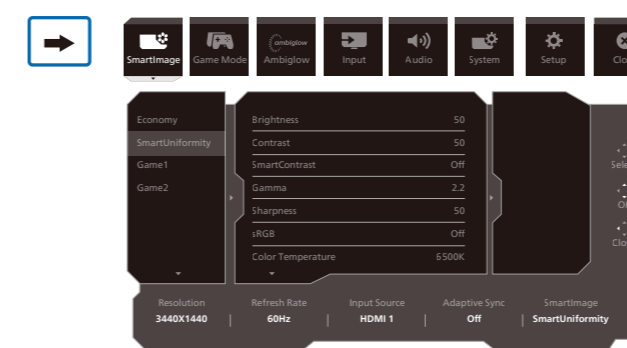 SmartImage Game Mode ambiglow Ambiglow Input Audio System Setup
Economy
SmartUniformity
Game1
Game2
Brightness 50
Contrast 50
SmartContrast Off
Gamma 2.2
Sharpness 50
sRGB Off
Color Temperature 6500K
Resolution Refresh Rate Input Source Adaptive Sync SmartImage
3440X1440 | 60Hz | HDMI 1 | Off | SmartUniformity